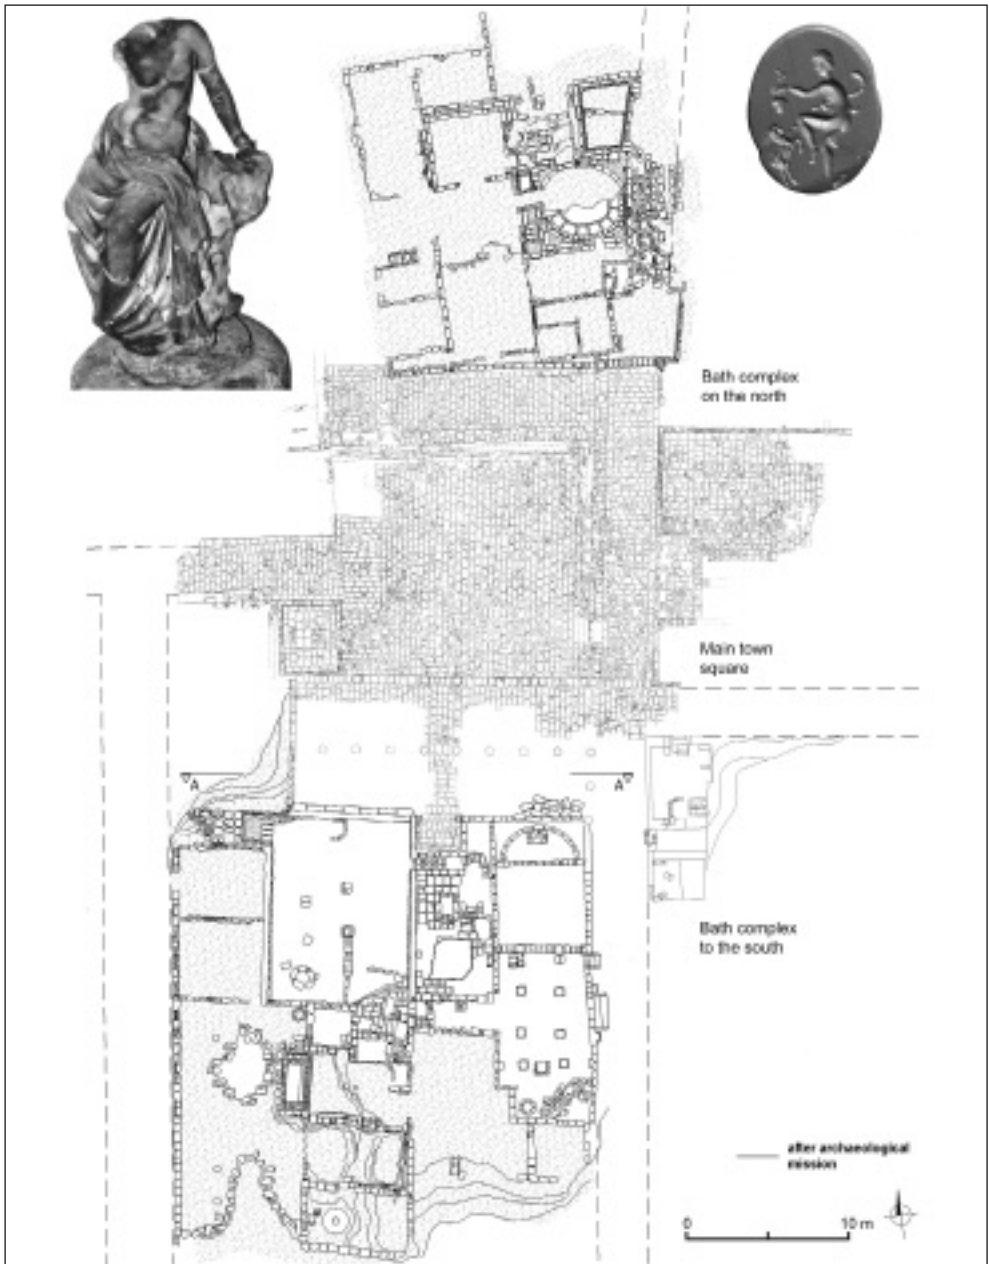 Bath complex
on the north
Main town
square
A
A
Bath complex
to the south
after archaeological
mission
0
10 m